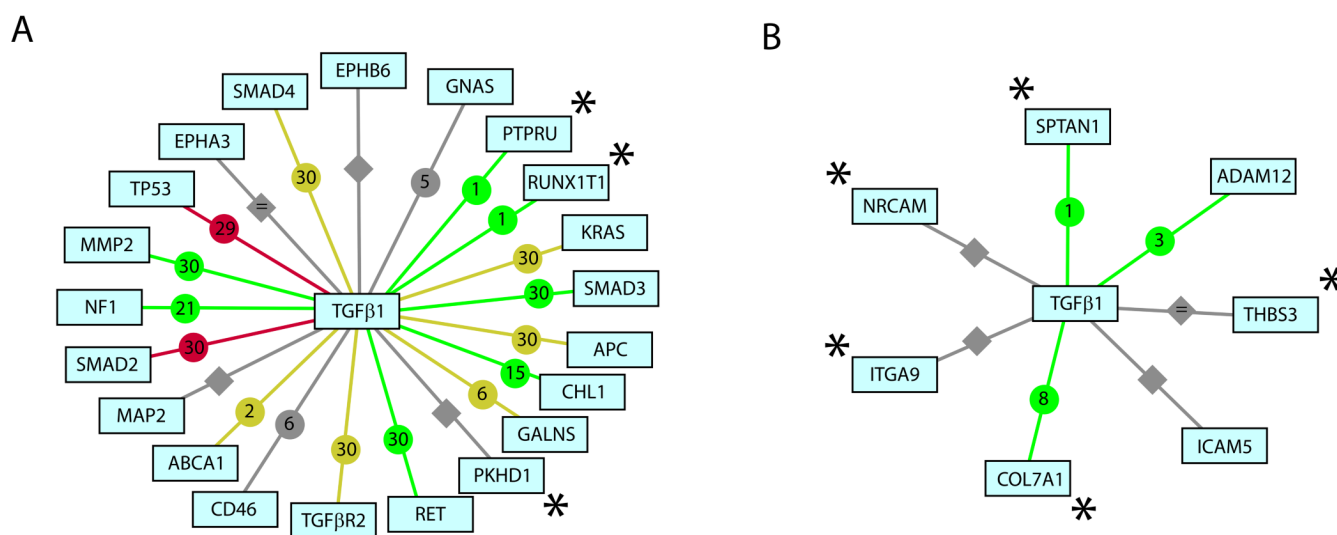 A
B
EPHB6
SMAD4
GNAS
*
PTPRU
EPHA3
*
RUNX1T1
TP53
=
30
5
1
1
29
KRAS
MMP2
30
30
SMAD3
NF1
21
TGFβ1
30
SMAD2
30
30
APC
15
CHL1
MAP2
2
6
6
GALNS
ABCA1
30
30
PKHD1
*
CD46
TGFβR2
RET
*
SPTAN1
*
NRCAM
ADAM12
1
3
*
TGFβ1
=
THBS3
*
ITGA9
8
ICAM5
COL7A1
*